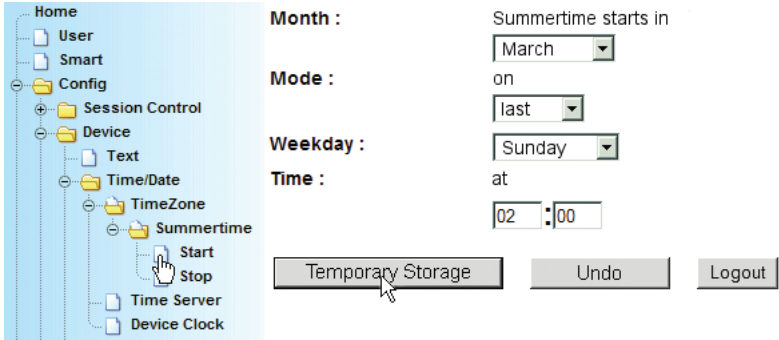 Home
User
Smart
Config
Session Control
Device
Text
Time/Date
TimeZone
Summertime
Start
Stop
Time Server
Device Clock
Month :
Summertime starts in
March
Mode :
on
last
Weekday :
Sunday
Time :
at
02 : 00
Temporary Storage
Undo
Logout